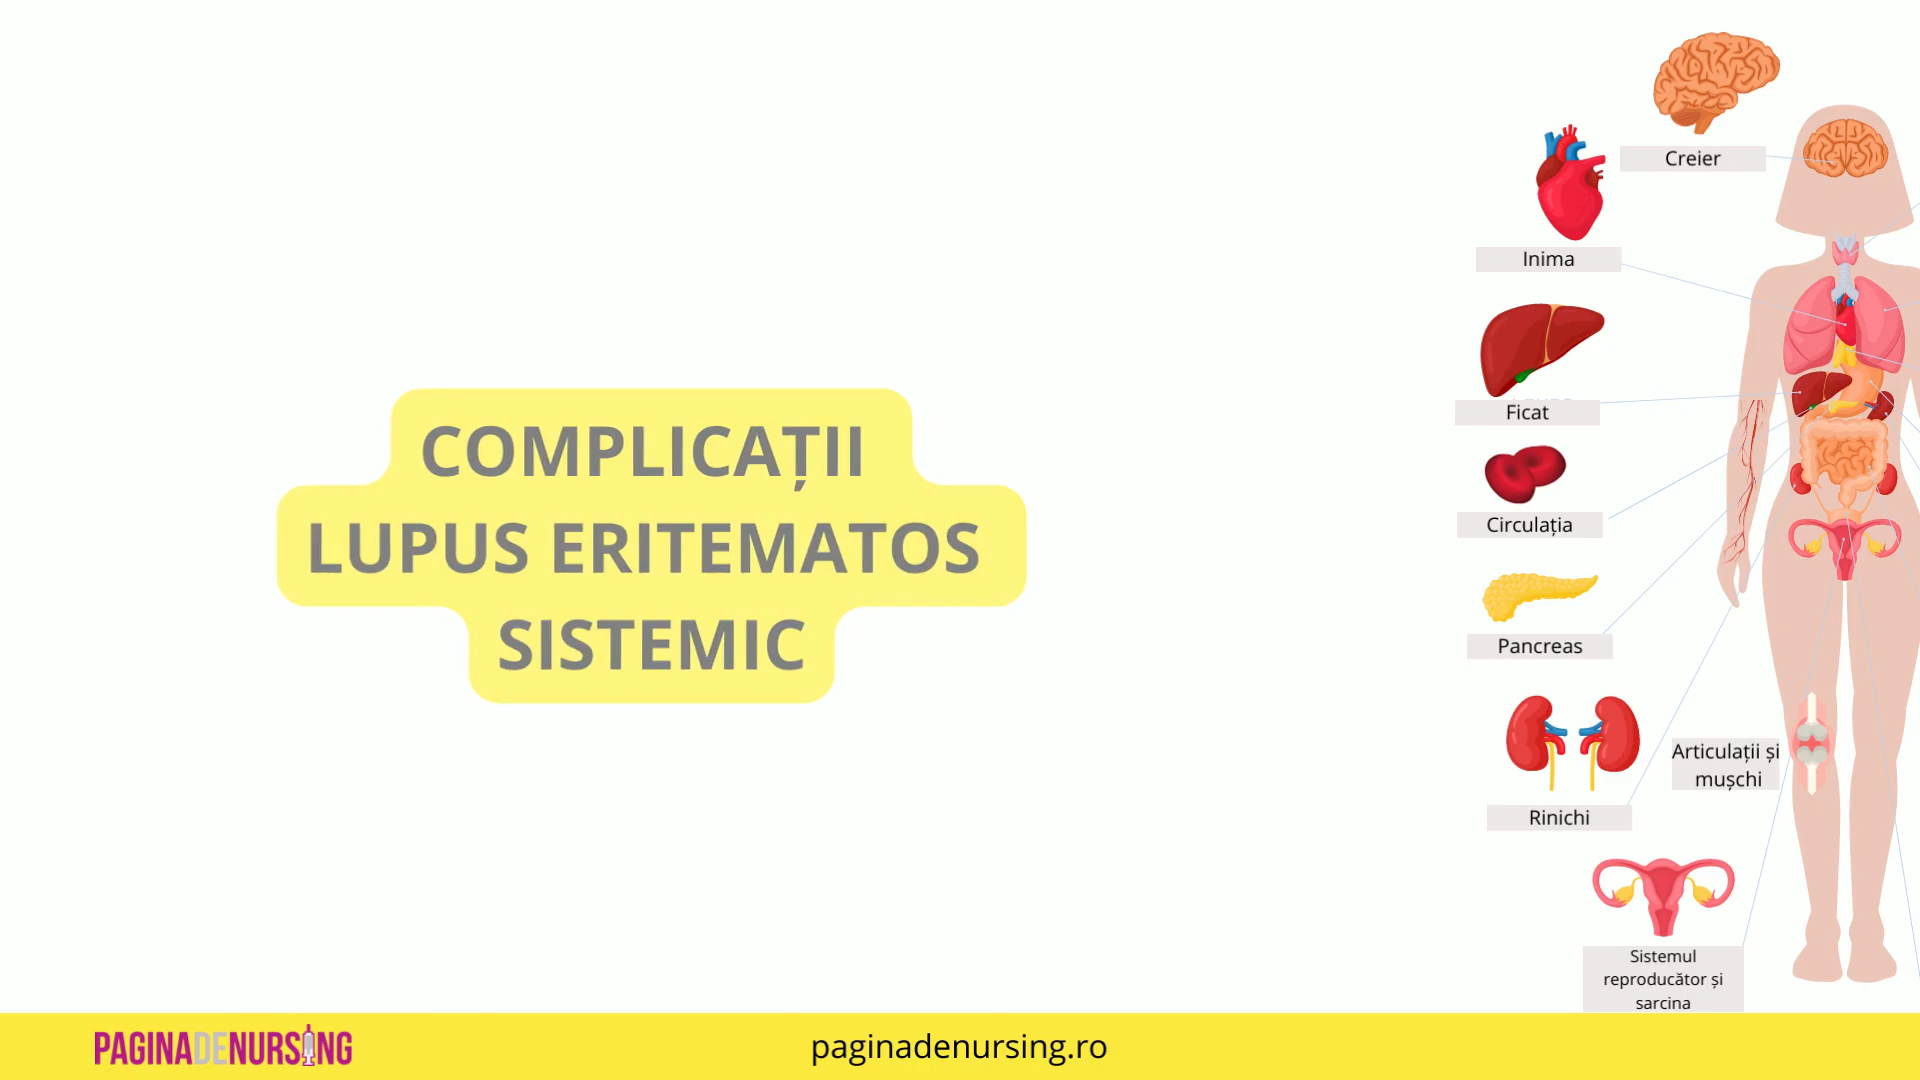 COMPLICAȚII
LUPUS ERITEMATOS
SISTEMIC
Creier
Inima
Ficat
Circulația
Pancreas
Rinichi
Articulații și
mușchi
Sistemul
reproducător și
sarcina
PAGINADENURSING
paginadenursing.ro